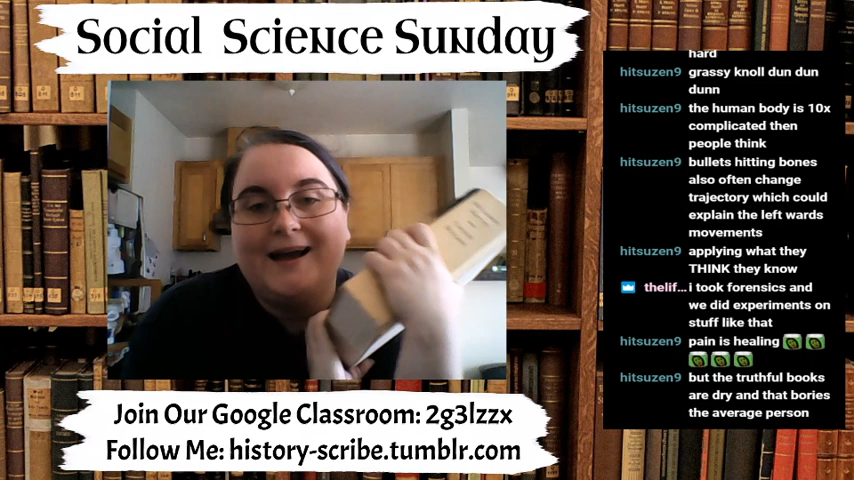 Social Science Sunday
hard
hitsuzen9 grassy knoll dun dun
dunn
hitsuzen9 the human body is 10x
complicated then
people think
hitsuzen9 bullets hitting bones
also often change
trajectory which could
explain the left wards
movements
hitsuzen9 applying what they
THINK they know
thelif... i took forensics and
we did experiments on
stuff like that
hitsuzen9 pain is healing
hitsuzen9 but the truthful books
are dry and that bories
the average person
Join Our Google Classroom: 2g3lzzx
Follow Me: history-scribe.tumblr.com